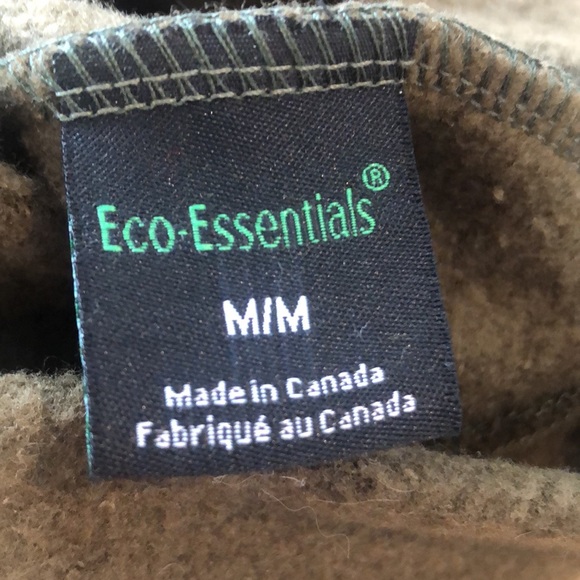 Eco-Essentials®
M/M
Made in Canada
Fabriqué au Canada